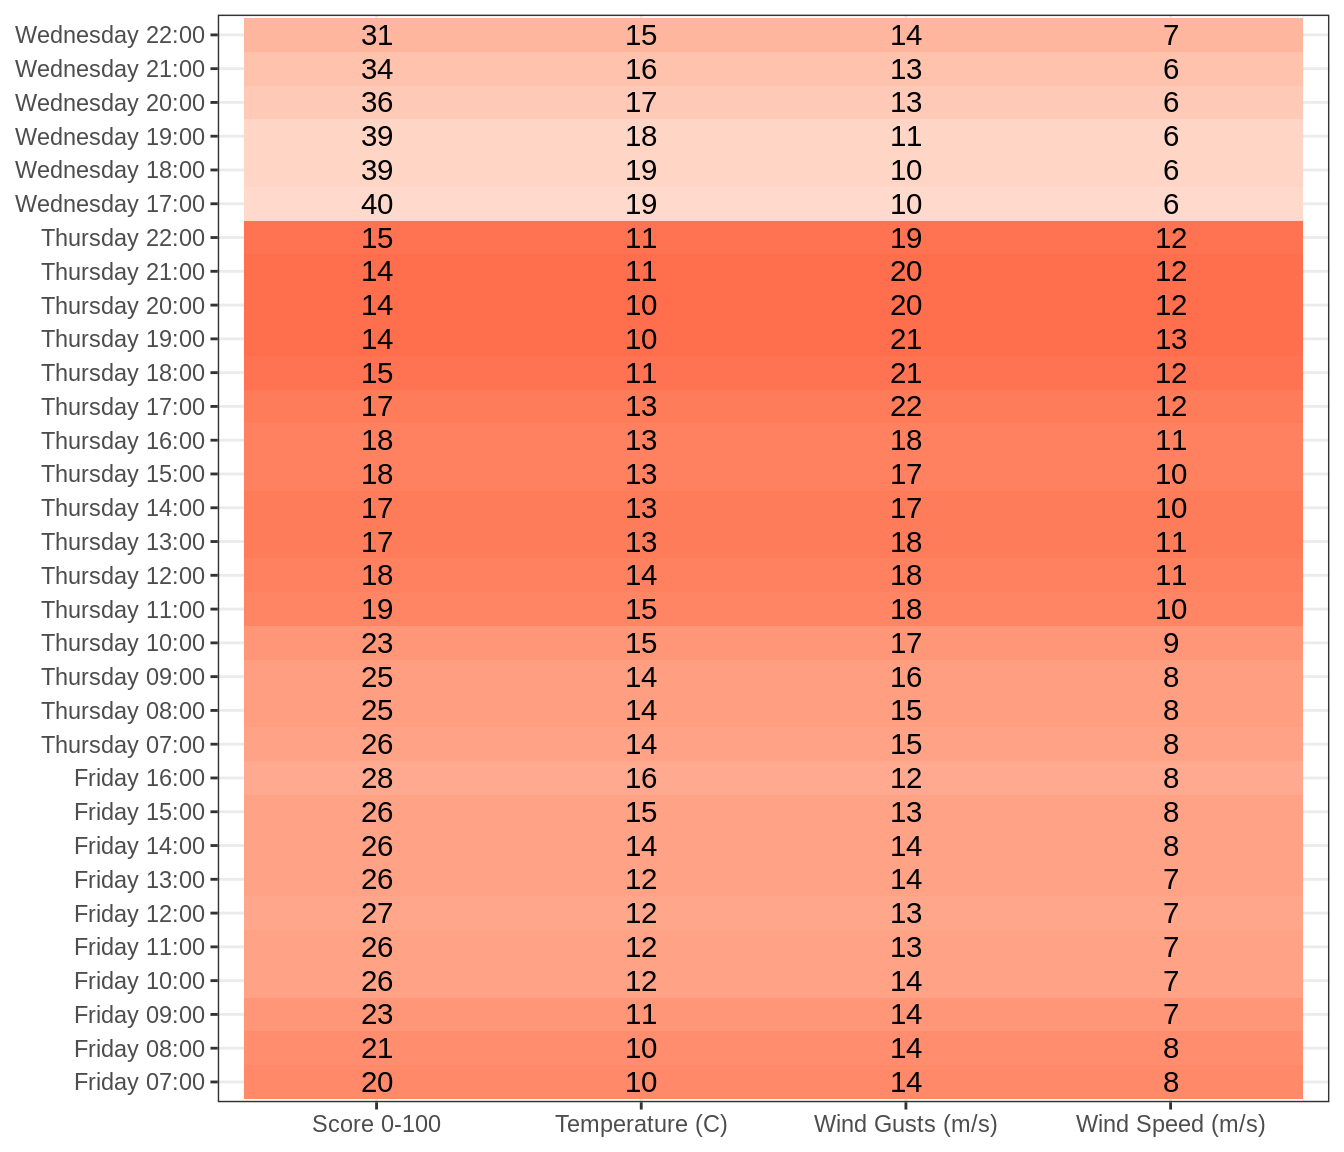 Wednesday 22:00 31 15 14 7
Wednesday 21:00 34 16 13 6
Wednesday 20:00 36 17 13 6
Wednesday 19:00 39 18 11 6
Wednesday 18:00 39 19 10 6
Wednesday 17:00 40 19 10 6
Thursday 22:00 15 11 19 12
Thursday 21:00 14 11 20 12
Thursday 20:00 14 10 20 12
Thursday 19:00 14 10 21 13
Thursday 18:00 15 11 21 12
Thursday 17:00 17 13 22 12
Thursday 16:00 18 13 18 11
Thursday 15:00 18 13 17 10
Thursday 14:00 17 13 17 10
Thursday 13:00 17 13 18 11
Thursday 12:00 18 14 18 11
Thursday 11:00 19 15 18 10
Thursday 10:00 23 15 17 9
Thursday 09:00 25 14 16 8
Thursday 08:00 25 14 15 8
Thursday 07:00 26 14 15 8
Friday 16:00 28 16 12 8
Friday 15:00 26 15 13 8
Friday 14:00 26 14 14 8
Friday 13:00 26 12 14 7
Friday 12:00 27 12 13 7
Friday 11:00 26 12 13 7
Friday 10:00 26 12 14 7
Friday 09:00 23 11 14 7
Friday 08:00 21 10 14 8
Friday 07:00 20 10 14 8
Score 0-100 Temperature (C) Wind Gusts (m/s) Wind Speed (m/s)